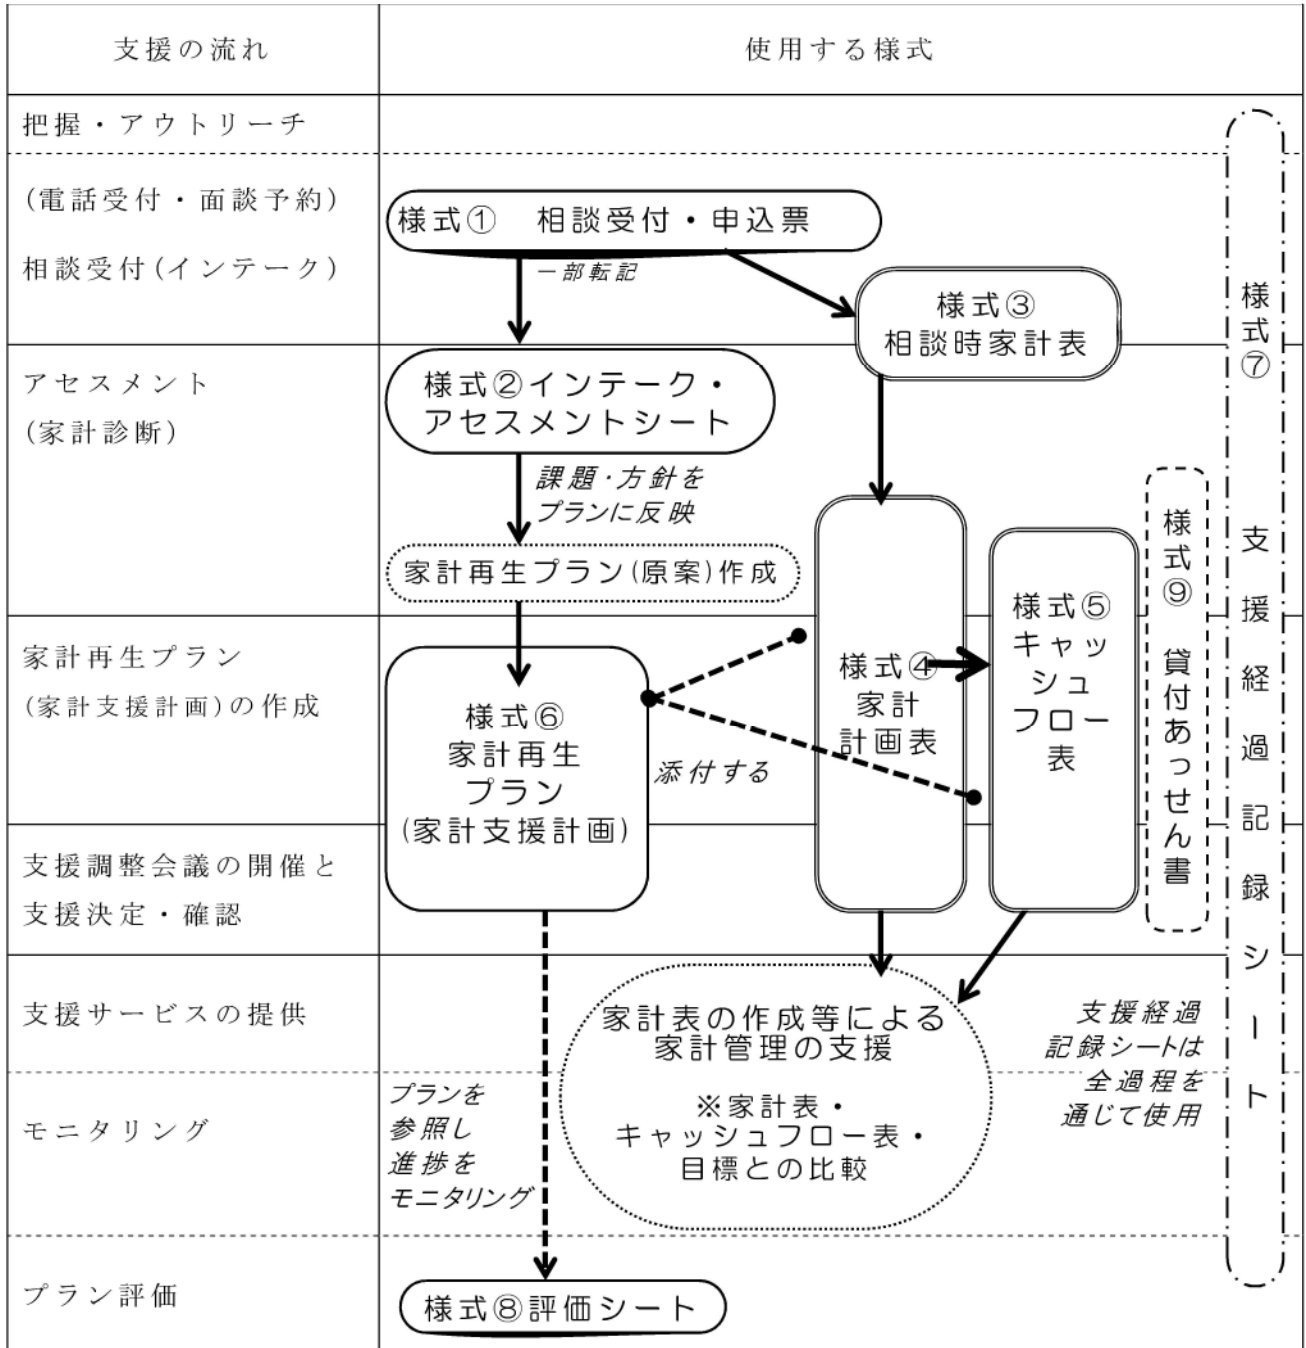 支援の流れ
使用する様式
把握・アウトリーチ
(電話受付・面談予約)
相談受付(インテーク)
様式① 相談受付・申込票
一部転記
様式③
相談時家計表
アセスメント
(家計診断)
様式②インテーク・
アセスメントシート
課題・方針を
プランに反映
家計再生プラン(原案)作成
家計再生プラン
(家計支援計画)の作成
様式⑥
家計再生
プラン
(家計支援計画)
添付する
様式④
家計
計画表
様式⑤
キャッ
シュ
フロー
表
様式⑨ 貸付あっせん書
様式⑦ 支援経過記録シート
支援調整会議の開催と
支援決定・確認
支援サービスの提供
家計表の作成等による
家計管理の支援
※家計表・
キャッシュフロー表・
目標との比較
支援経過
記録シートは
全過程を
通じて使用
モニタリング
プランを
参照し
進捗を
モニタリング
プラン評価
様式⑧評価シート